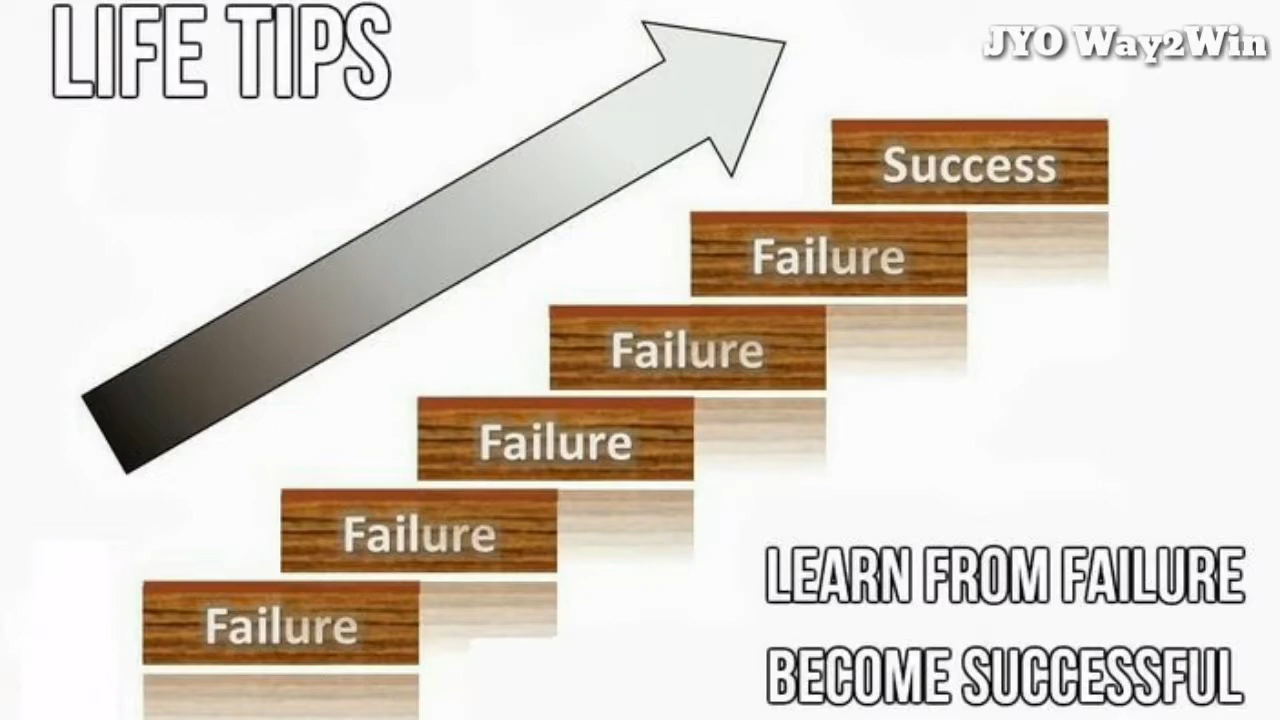 LIFE TIPS
JYO Way2Win
Success
Failure
Failure
Failure
Failure
Failure
LEARN FROM FAILURE
BECOME SUCCESSFUL